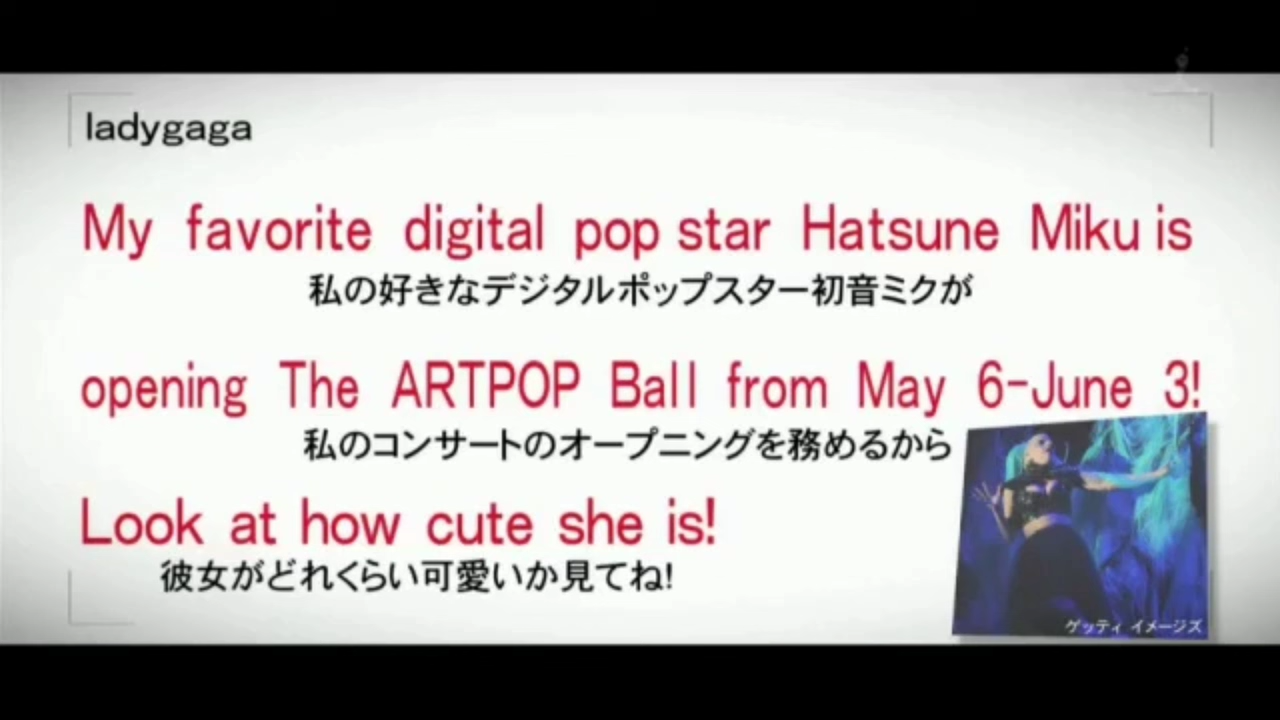 ladygaga
My favorite digital pop star Hatsune Miku is
私の好きなデジタルポップスター初音ミクが
opening The ARTPOP Ball from May 6-June 3!
私のコンサートのオープニングを務めるから
Look at how cute she is!
彼女がどれくらい可愛いか見てね!
ゲッティ イメージズ